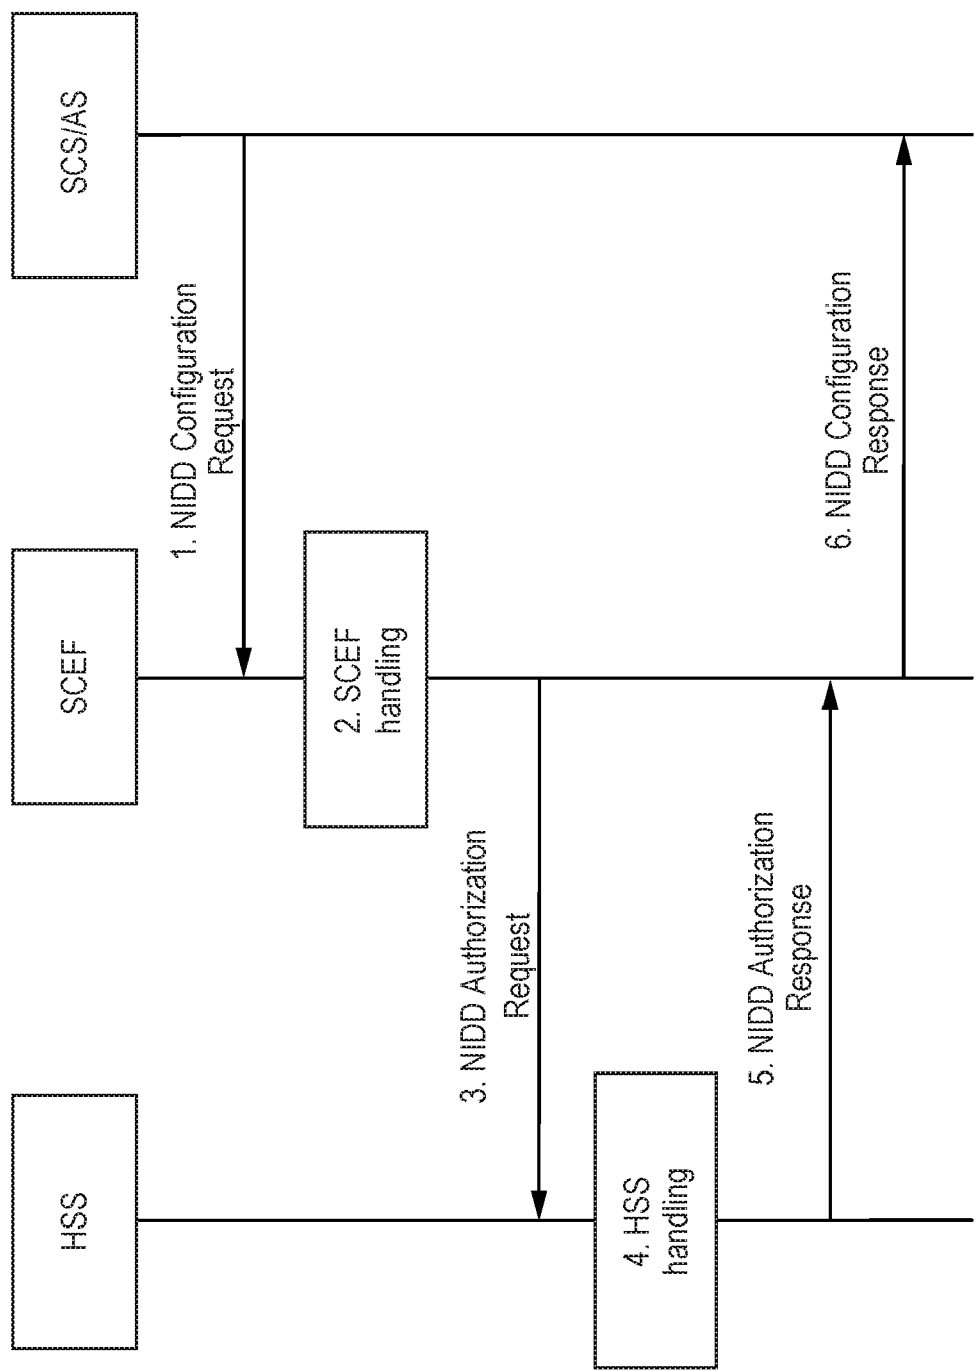 HSS
SCEF
SCS/AS
1. NIDD Configuration
Request
2. SCEF
handling
3. NIDD Authorization
Request
4. HSS
handling
5. NIDD Authorization
Response
6. NIDD Configuration
Response